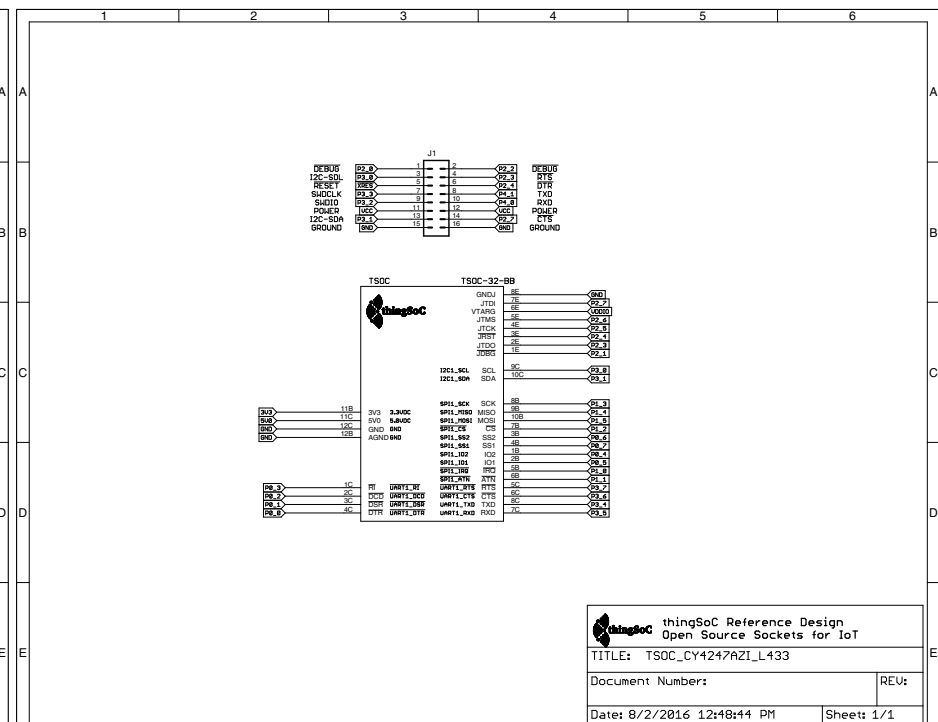 1 2 3 4 5 6
A A A
J1
DEBUG P2_0 1 2 P2_2 DEBUG
I2C-SDL P3_0 3 4 P2_3 RTS
RESET XRES 5 6 P2_4 DTR
SWDCLK P3_3 7 8 P4_1 TXD
SWDIO P3_2 9 10 P4_0 RXD
POWER VCC 11 12 VCC POWER
I2C-SDA P3_1 13 14 P2_7 CTS
GROUND GND 15 16 GND GROUND
B B B
TSOC TSOC-32-BB
thingSoC
GNDJ 8E GND
JTDI 7E P2_7
VTARG 6E VDDIO
JTMS 5E P2_6
JTCK 4E P2_5
JRST 3E P2_4
JTDO 2E P2_3
JDBG 1E P2_1
C C C
I2C1_SCL SCL 9C P3_0
I2C1_SDA SDA 10C P3_1
SPI1_SCK SCK 8B P1_3
3V3 11B 3V3 3.3VDC SPI1_MISO MISO 9B P1_4
5V0 11C 5V0 5.0VDC SPI1_MOSI MOSI 10B P1_5
GND 12C GND GND SPI1_CS CS 7B P1_2
GND 12B AGND GND SPI1_SS2 SS2 3B P0_6
SPI1_SS1 SS1 4B P0_7
SPI1_IO2 IO2 1B P0_4
SPI1_IO1 IO1 2B P0_5
SPI1_IRQ IRQ 5B P1_0
SPI1_ATN ATN 6B P1_1
P0_3 1C RI UART1_RI UART1_RTS RTS 5C P3_7
P0_2 2C DCD UART1_DCD UART1_CTS CTS 6C P3_6
P0_1 3C DSR UART1_DSR UART1_TXD TXD 8C P3_4
P0_0 4C DTR UART1_DTR UART1_RXD RXD 7C P3_5
D D D
thingSoC thingSoC Reference Design
Open Source Sockets for IoT
E E E
TITLE: TSOC_CY4247AZI_L433
Document Number: REV:
Date: 8/2/2016 12:48:44 PM Sheet: 1/1